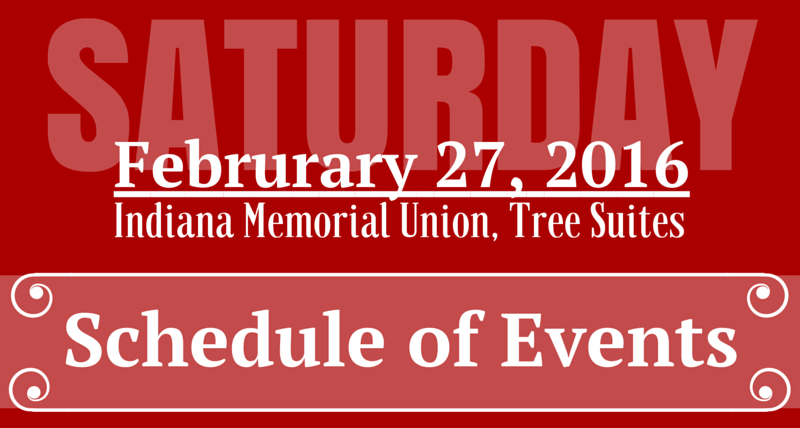 SATURDAY
Februrary 27, 2016
Indiana Memorial Union, Tree Suites
Schedule of Events